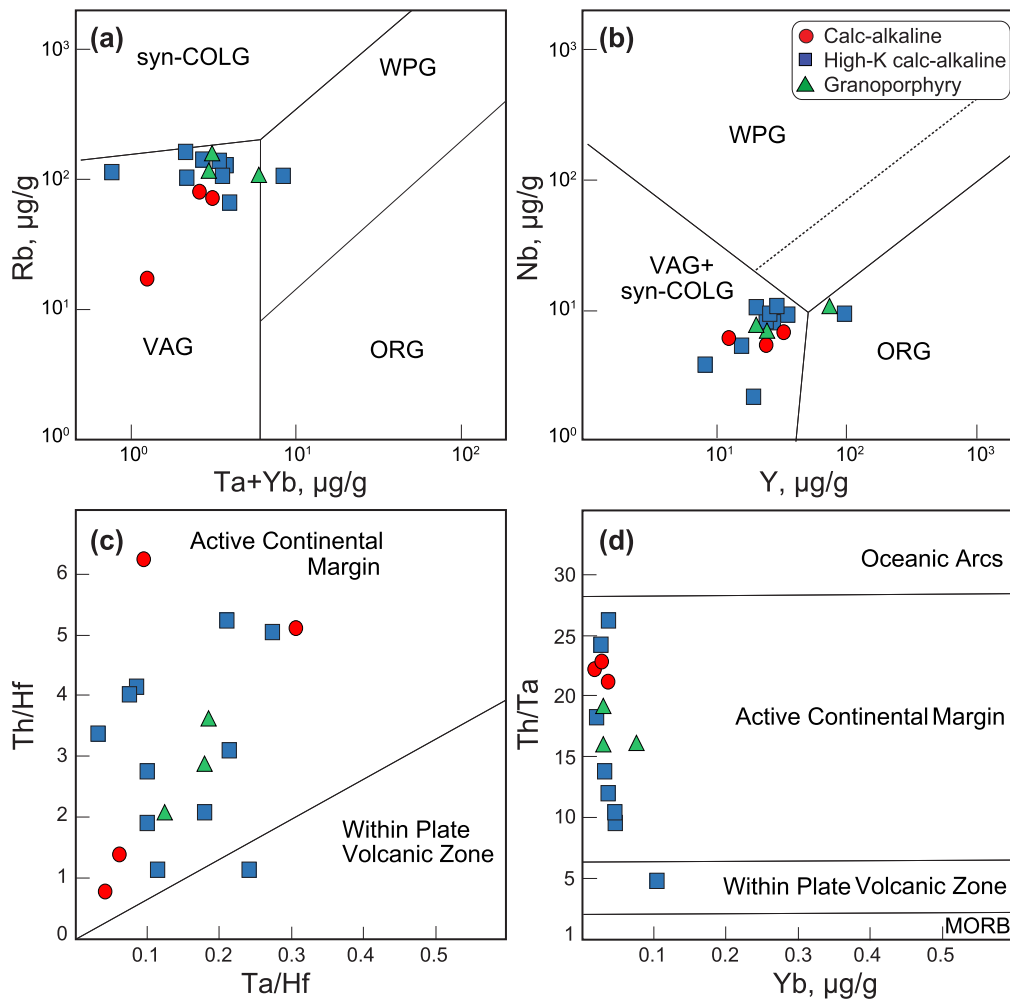 (a)
syn-COLG
WPG
VAG
ORG
10³
10²
10¹
10⁰
Rb, µg/g
10⁰
10¹
10²
Ta+Yb, µg/g
(b)
Calc-alkaline
High-K calc-alkaline
Granoporphyry
WPG
VAG+
syn-COLG
ORG
10³
10²
10¹
10⁰
Nb, µg/g
10¹
10²
10³
Y, µg/g
(c)
Active Continental
Margin
Within Plate
Volcanic Zone
6
5
4
3
2
1
0
Th/Hf
0.1
0.2
0.3
0.4
0.5
Ta/Hf
(d)
Oceanic Arcs
Active Continental Margin
Within Plate Volcanic Zone
MORB
30
25
20
15
10
5
1
Th/Ta
0.1
0.2
0.3
0.4
0.5
Yb, µg/g